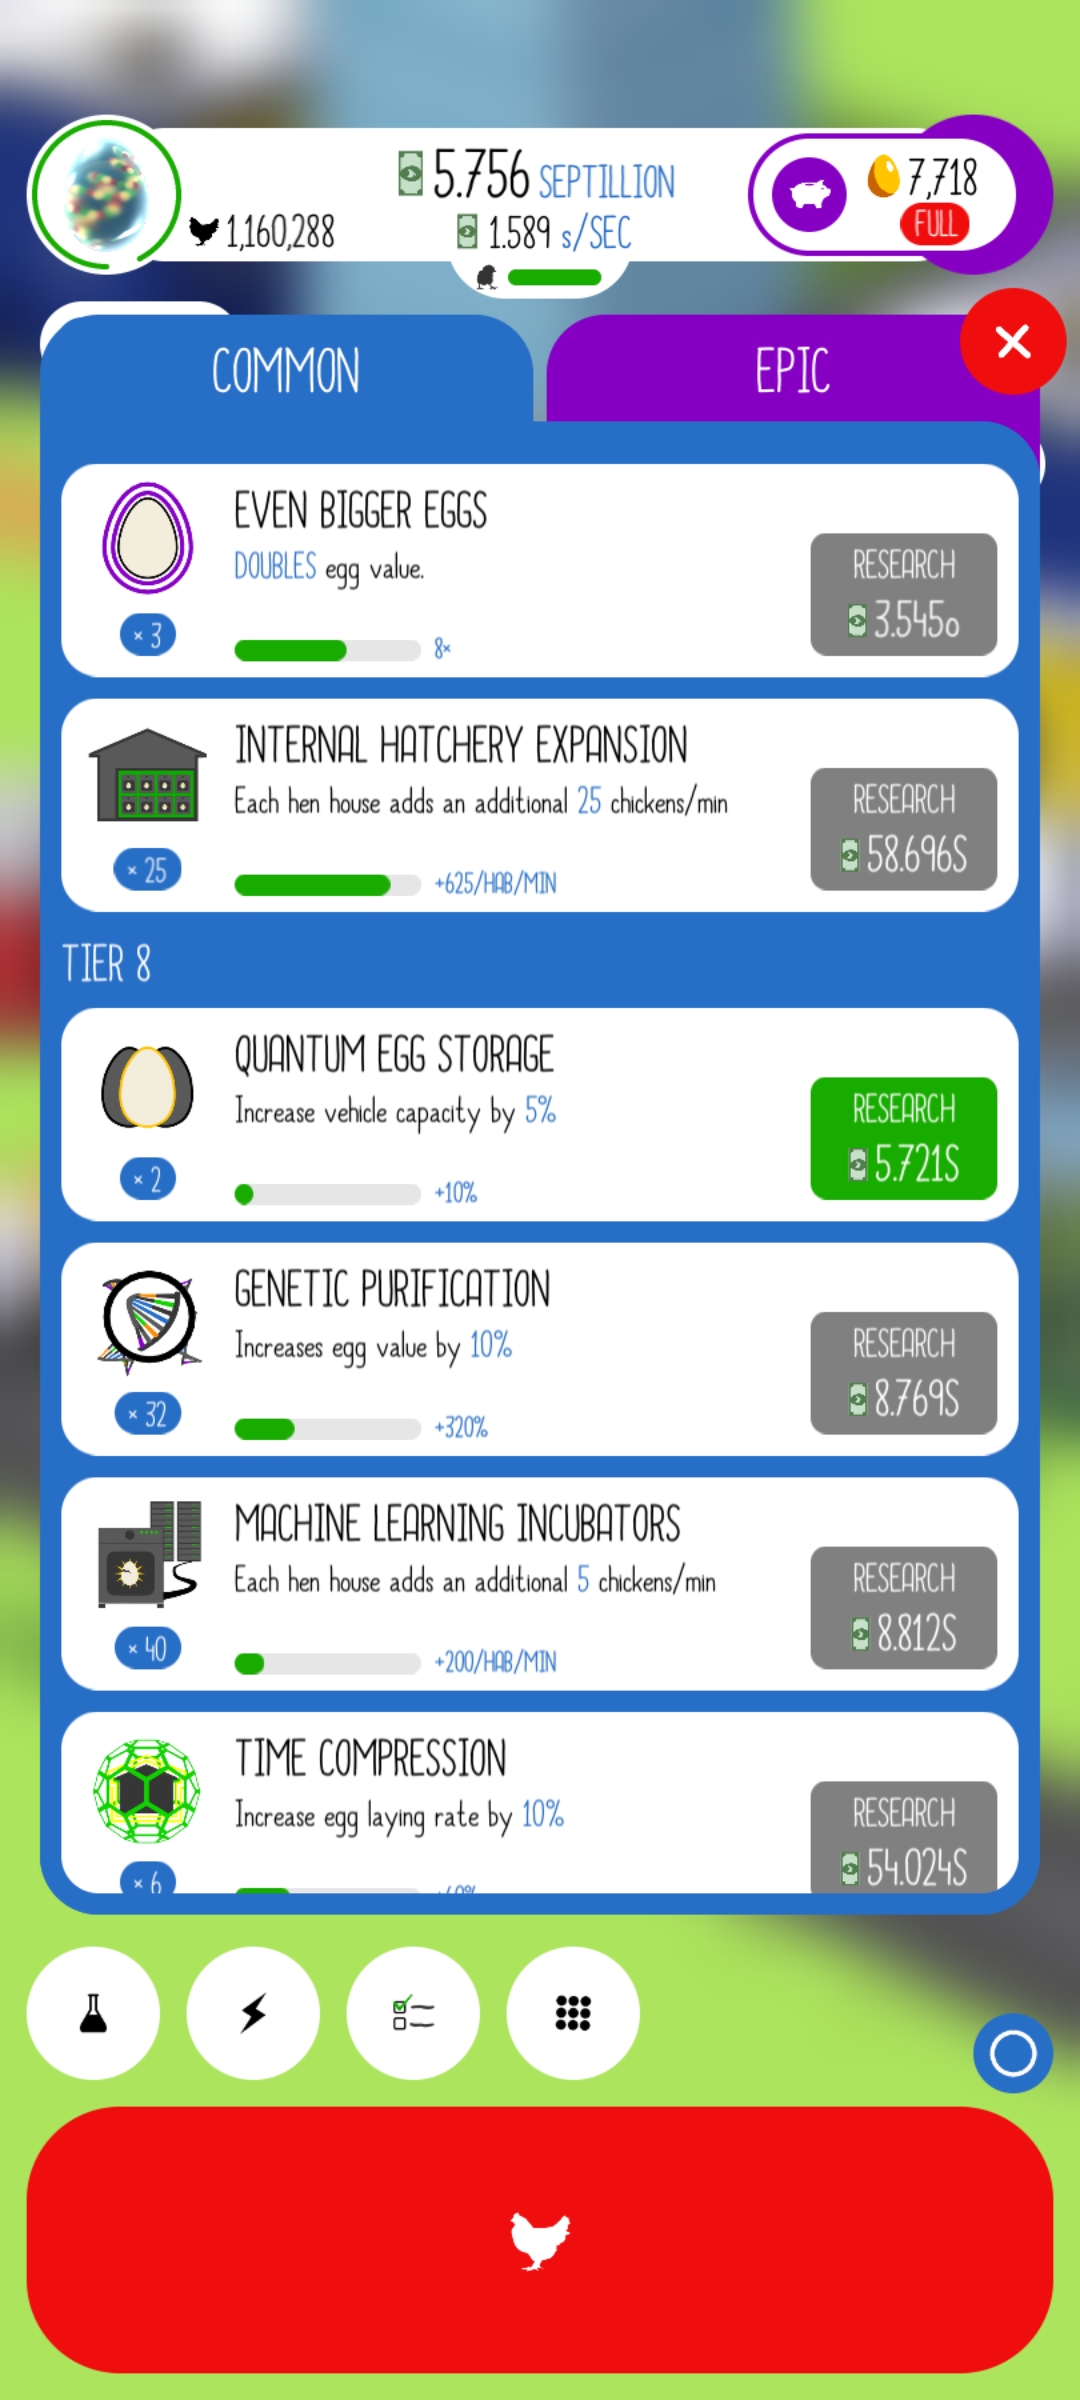 5.756 SEPTILLION
1,160,288
1.589 s/SEC
7,718
FULL
COMMON
EPIC
EVEN BIGGER EGGS
DOUBLES egg value.
× 3
8×
RESEARCH
3.545o
INTERNAL HATCHERY EXPANSION
Each hen house adds an additional 25 chickens/min
× 25
+625/HAB/MIN
RESEARCH
58.696S
TIER 8
QUANTUM EGG STORAGE
Increase vehicle capacity by 5%
× 2
+10%
RESEARCH
5.721S
GENETIC PURIFICATION
Increases egg value by 10%
× 32
+320%
RESEARCH
8.769S
MACHINE LEARNING INCUBATORS
Each hen house adds an additional 5 chickens/min
× 40
+200/HAB/MIN
RESEARCH
8.812S
TIME COMPRESSION
Increase egg laying rate by 10%
× 6
+60%
RESEARCH
54.024S